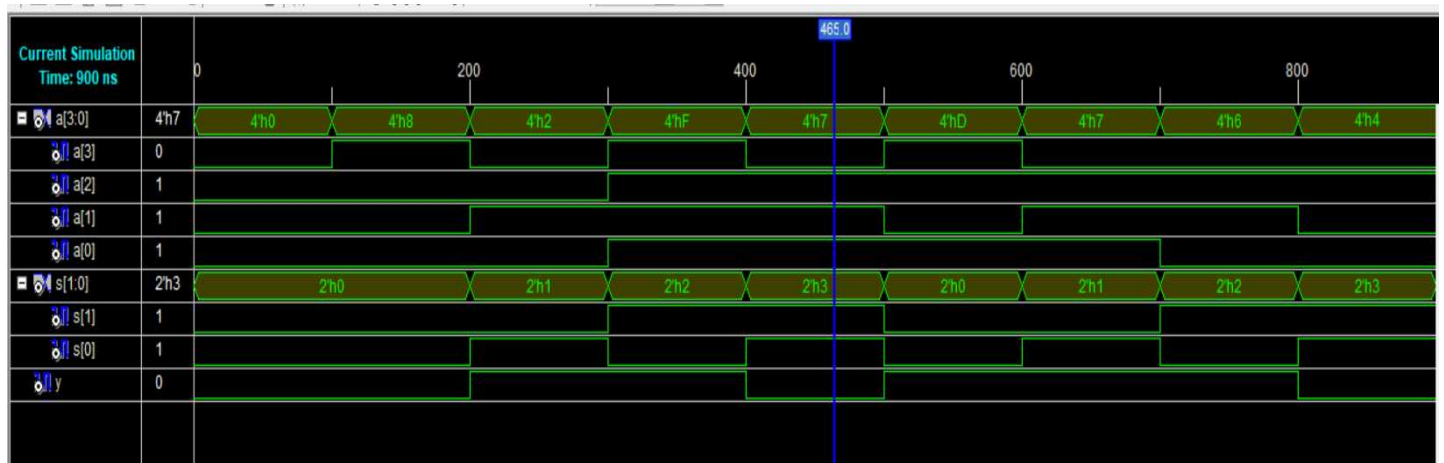 465.0
Current Simulation
Time: 900 ns
0 200 400 600 800
a[3:0] 4'h7 4'h0 4'h8 4'h2 4'hF 4'h7 4'hD 4'h7 4'h6 4'h4
a[3] 0
a[2] 1
a[1] 1
a[0] 1
s[1:0] 2'h3 2'h0 2'h1 2'h2 2'h3 2'h0 2'h1 2'h2 2'h3
s[1] 1
s[0] 1
y 0